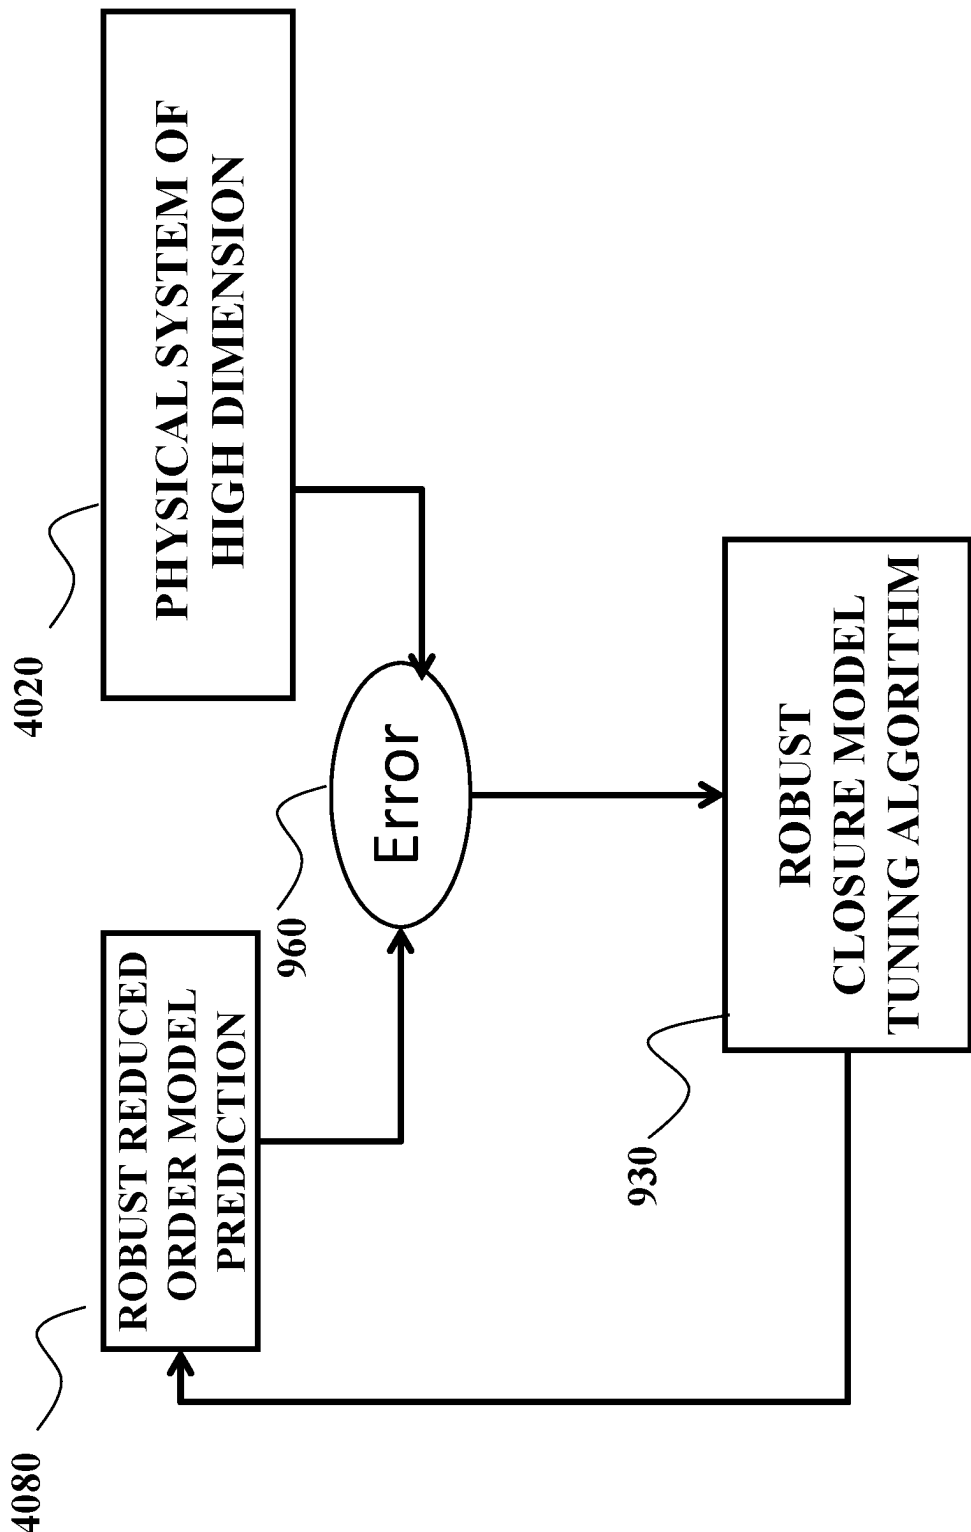 4080
ROBUST REDUCED
ORDER MODEL
PREDICTION
4020
PHYSICAL SYSTEM OF
HIGH DIMENSION
960
Error
930
ROBUST
CLOSURE MODEL
TUNING ALGORITHM